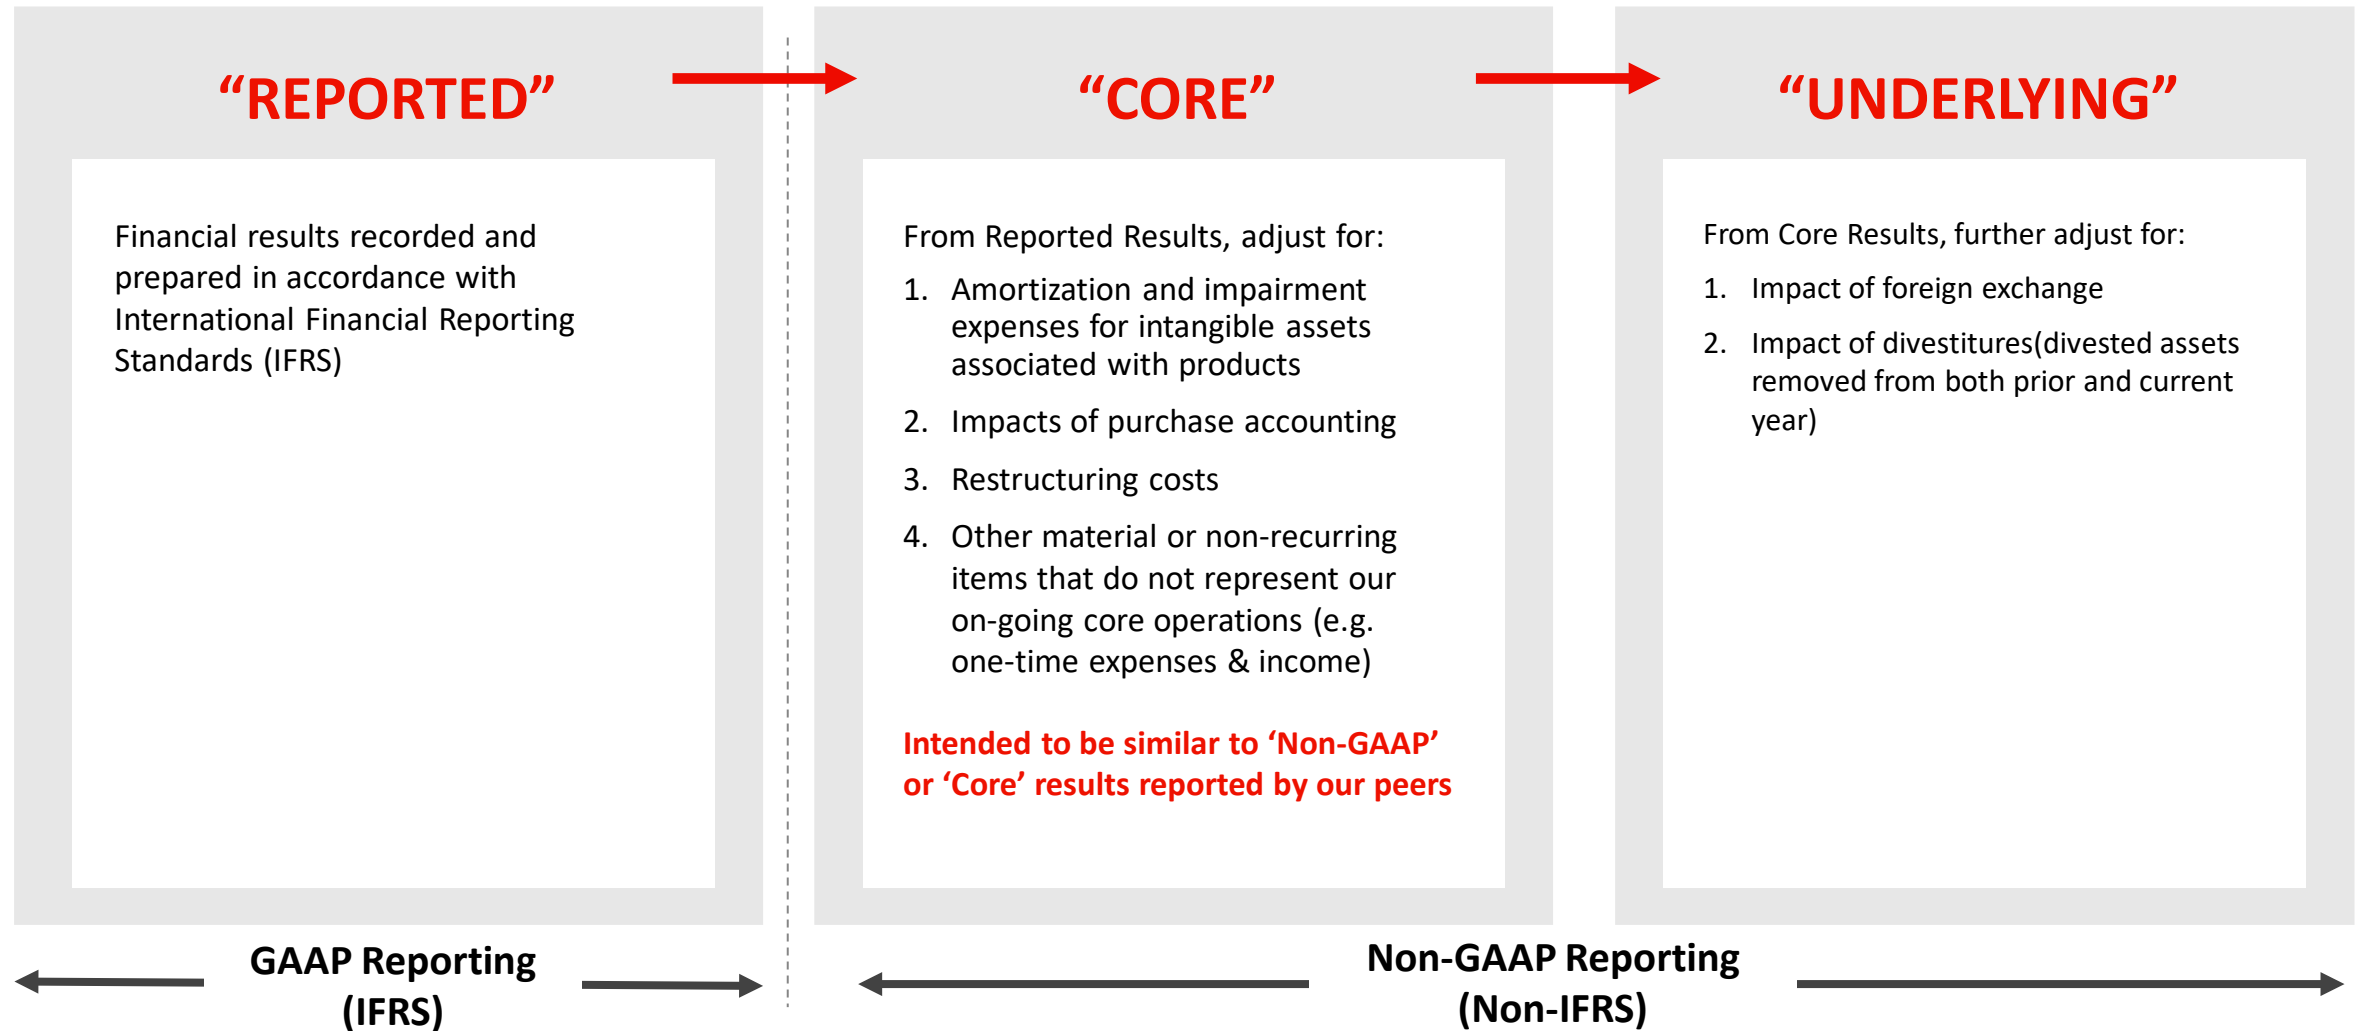 “REPORTED”
Financial results recorded and
prepared in accordance with
International Financial Reporting
Standards (IFRS)
“CORE”
From Reported Results, adjust for:
1. Amortization and impairment
expenses for intangible assets
associated with products
2. Impacts of purchase accounting
3. Restructuring costs
4. Other material or non-recurring
items that do not represent our
on-going core operations (e.g.
one-time expenses & income)
Intended to be similar to ‘Non-GAAP’
or ‘Core’ results reported by our peers
“UNDERLYING”
From Core Results, further adjust for:
1. Impact of foreign exchange
2. Impact of divestitures(divested assets
removed from both prior and current
year)
GAAP Reporting
(IFRS)
Non-GAAP Reporting
(Non-IFRS)